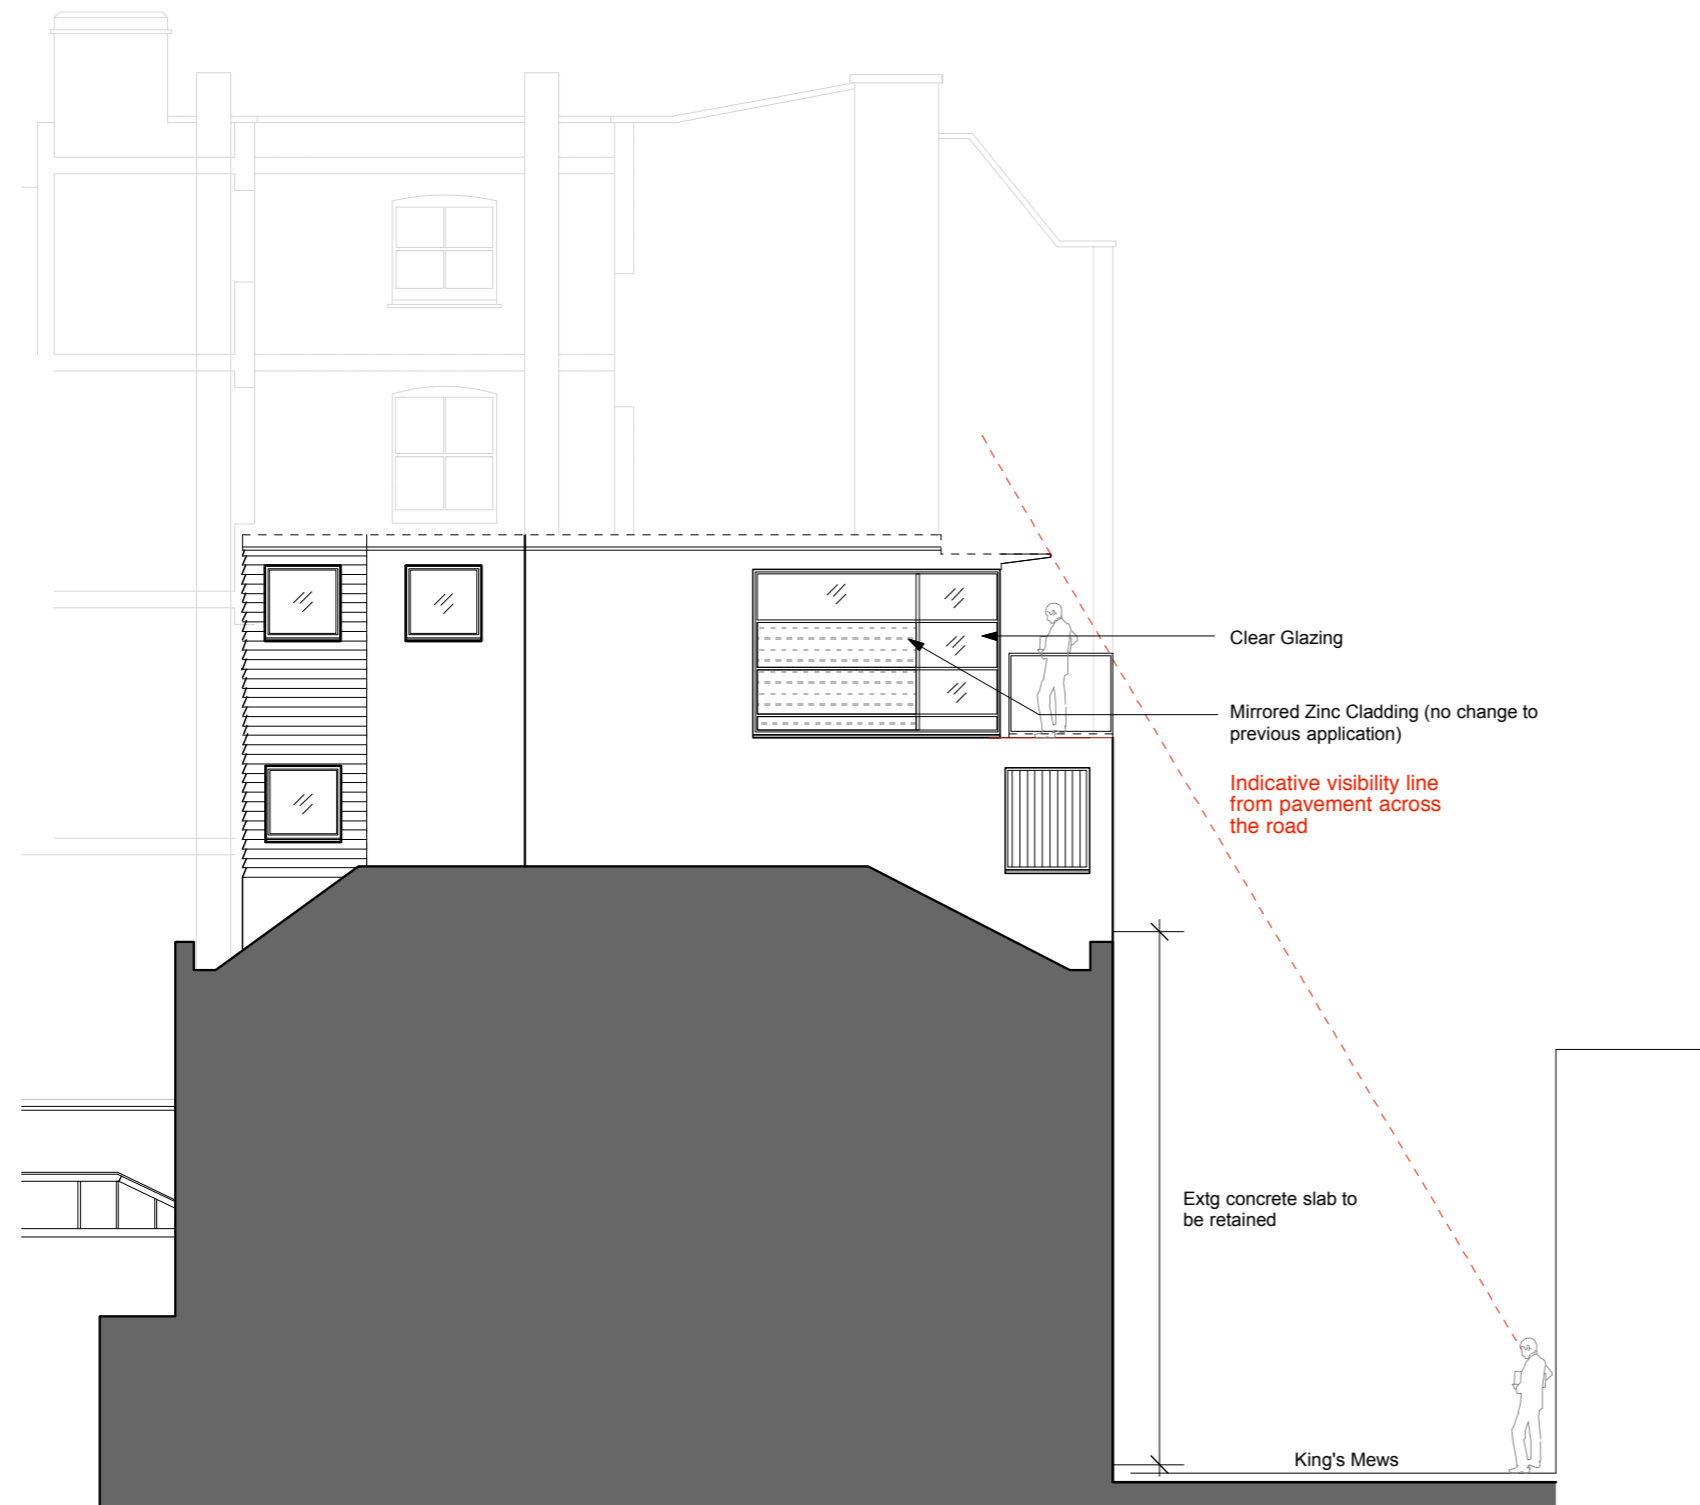 Clear Glazing
Mirrored Zinc Cladding (no change to
previous application)
Indicative visibility line
from pavement across
the road
Extg concrete slab to
be retained
King's Mews